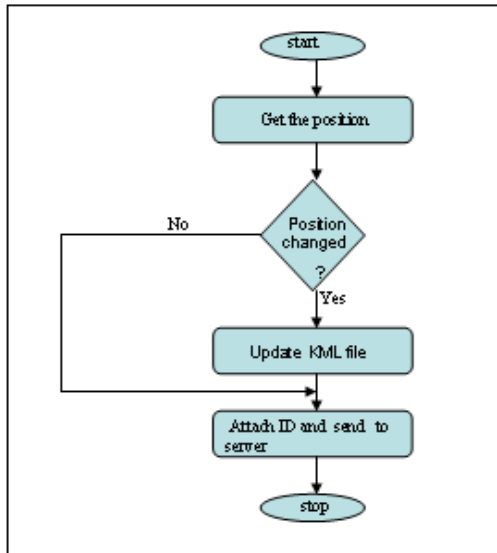 start
Get the position
Position
changed
?
No
Yes
Update KML file
Attach ID and send to
server
stop